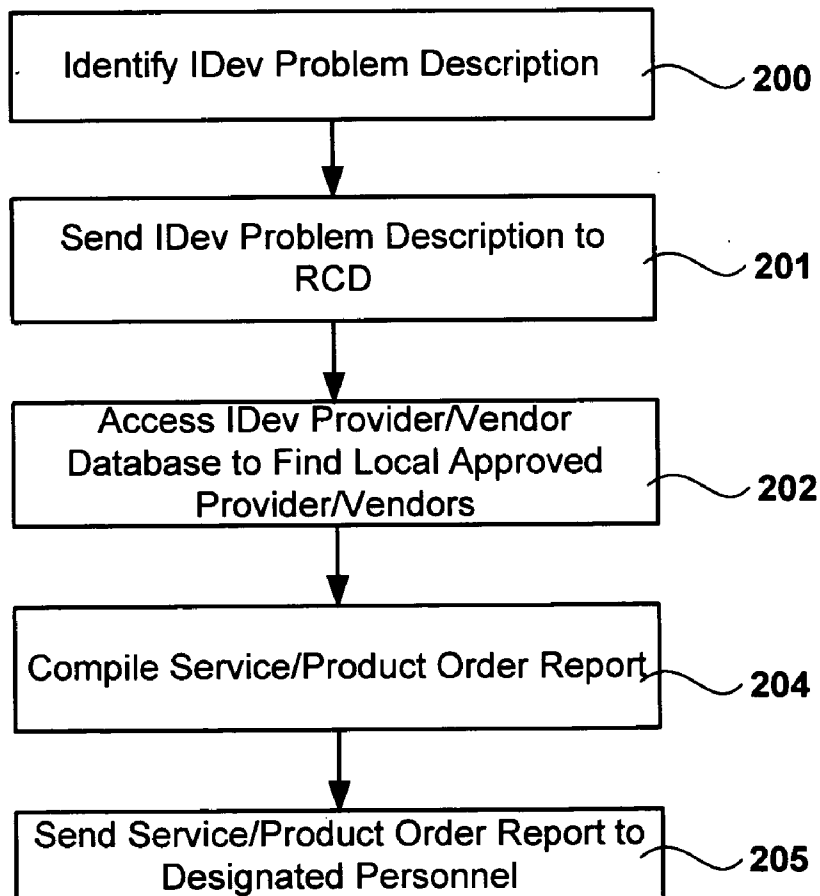 Identify IDev Problem Description
200
Send IDev Problem Description to
RCD
201
Access IDev Provider/Vendor
Database to Find Local Approved
Provider/Vendors
202
Compile Service/Product Order Report
204
Send Service/Product Order Report to
Designated Personnel
205